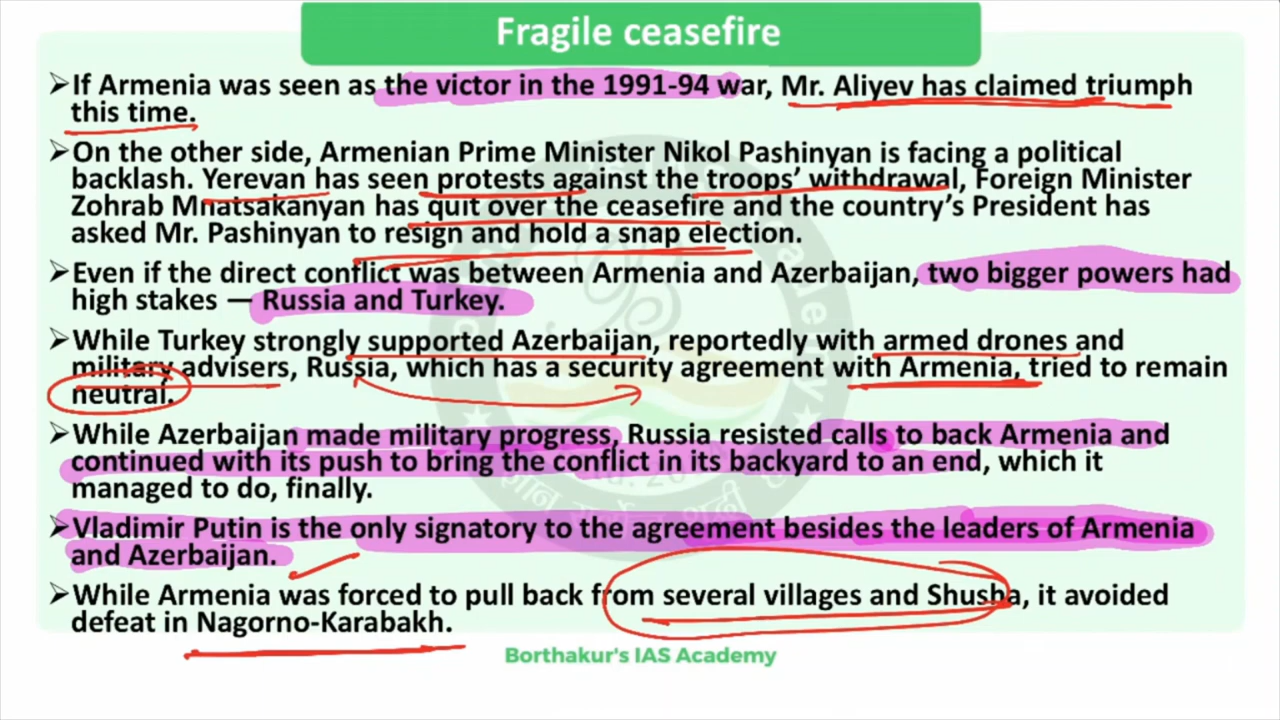 Fragile ceasefire
➢If Armenia was seen as the victor in the 1991-94 war, Mr. Aliyev has claimed triumph
this time.
➢On the other side, Armenian Prime Minister Nikol Pashinyan is facing a political
backlash. Yerevan has seen protests against the troops’ withdrawal, Foreign Minister
Zohrab Mnatsakanyan has quit over the ceasefire and the country’s President has
asked Mr. Pashinyan to resign and hold a snap election.
➢Even if the direct conflict was between Armenia and Azerbaijan, two bigger powers had
high stakes — Russia and Turkey.
➢While Turkey strongly supported Azerbaijan, reportedly with armed drones and
military advisers, Russia, which has a security agreement with Armenia, tried to remain
neutral.
➢While Azerbaijan made military progress, Russia resisted calls to back Armenia and
continued with its push to bring the conflict in its backyard to an end, which it
managed to do, finally.
➢Vladimir Putin is the only signatory to the agreement besides the leaders of Armenia
and Azerbaijan.
➢While Armenia was forced to pull back from several villages and Shusha, it avoided
defeat in Nagorno-Karabakh.
Borthakur's IAS Academy